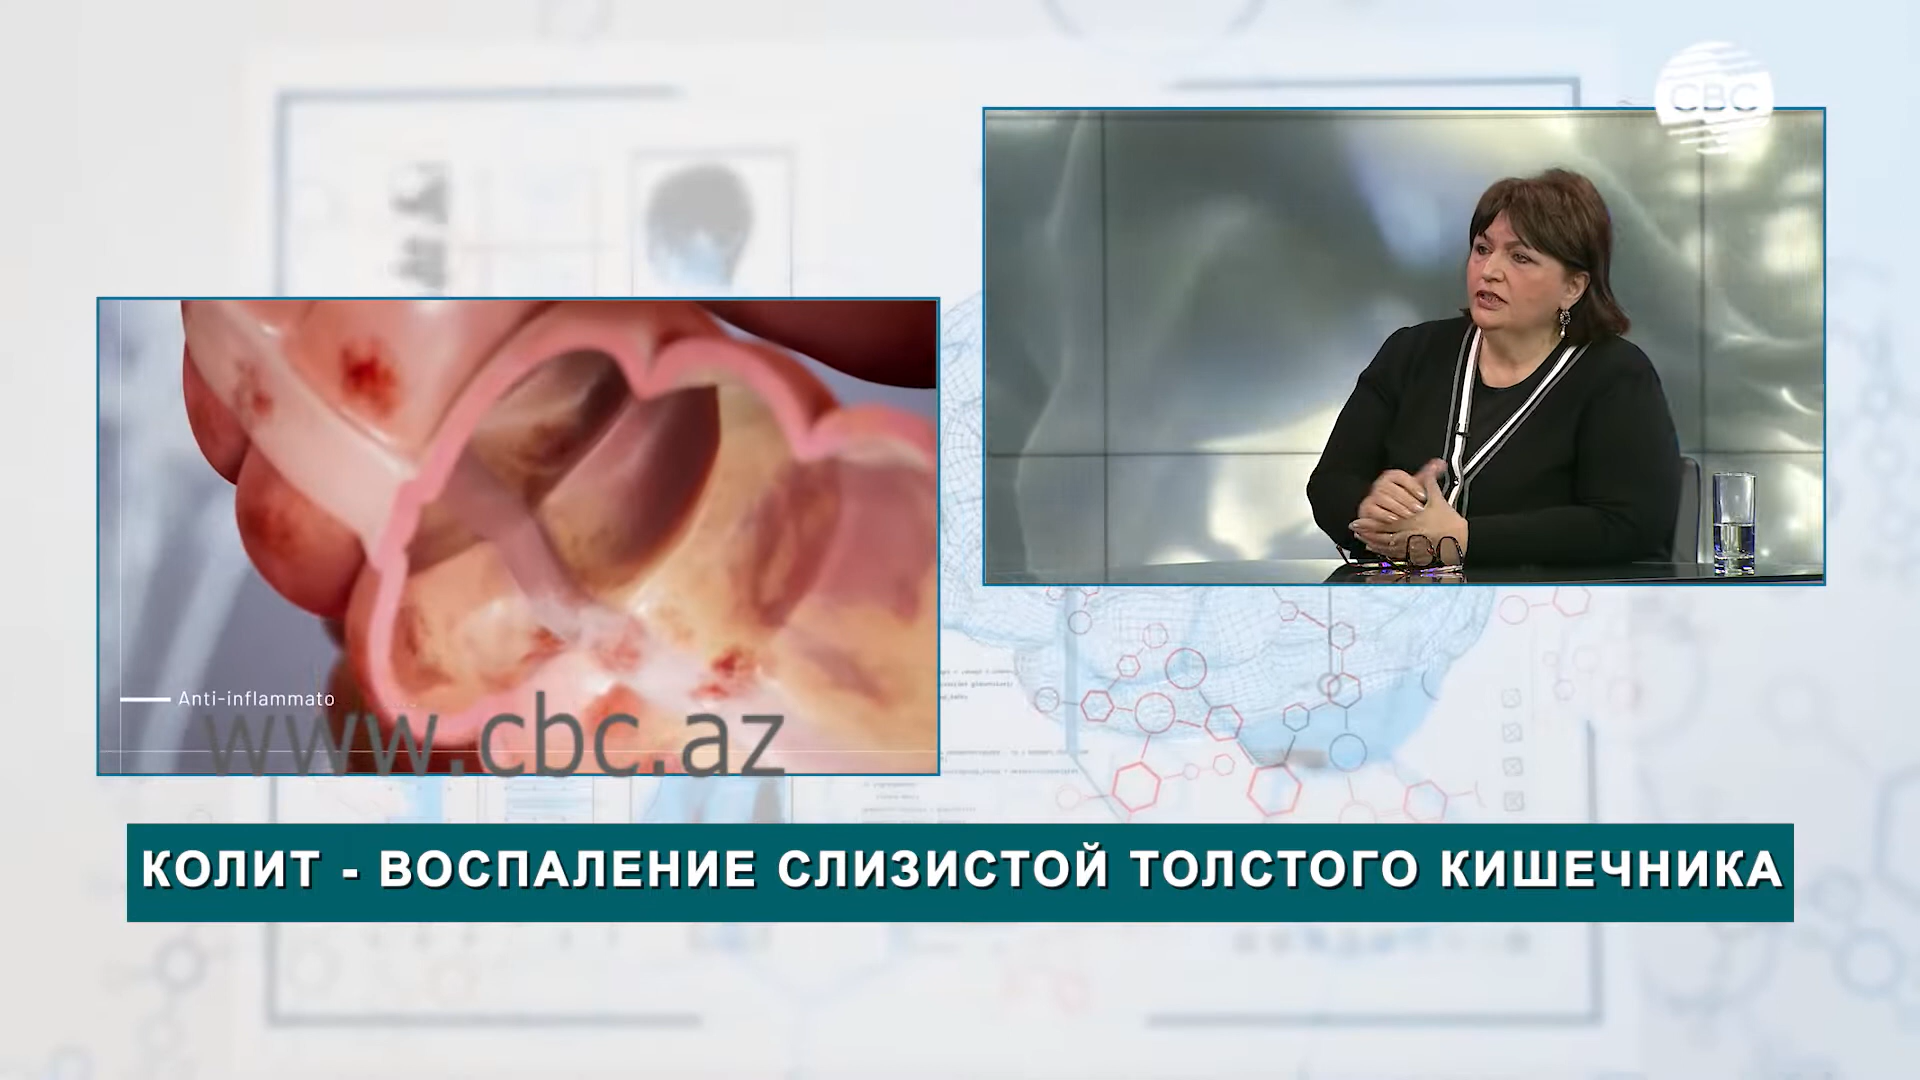 CBC
Anti-inflammato
www.cbc.az
КОЛИТ - ВОСПАЛЕНИЕ СЛИЗИСТОЙ ТОЛСТОГО КИШЕЧНИКА